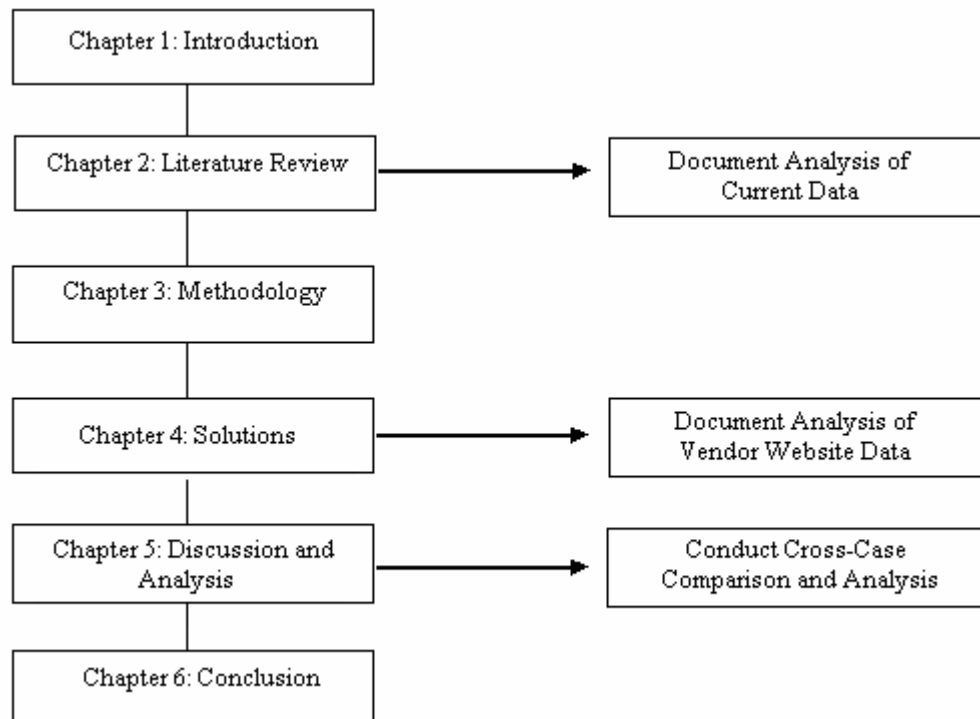 Chapter 1: Introduction
Chapter 2: Literature Review
Document Analysis of
Current Data
Chapter 3: Methodology
Chapter 4: Solutions
Document Analysis of
Vendor Website Data
Chapter 5: Discussion and
Analysis
Conduct Cross-Case
Comparison and Analysis
Chapter 6: Conclusion